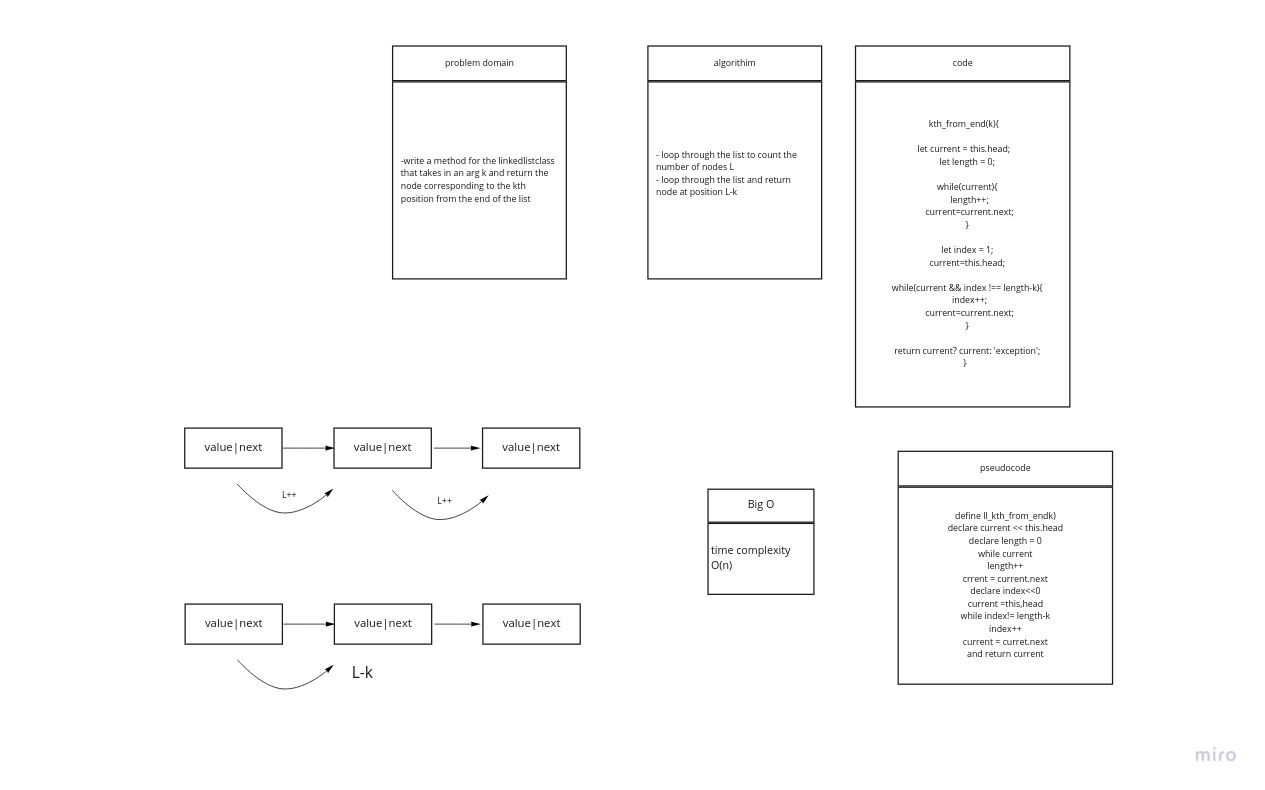 problem domain
-write a method for the linkedlistclass
that takes in an arg k and return the
node corresponding to the kth
position from the end of the list
algorithim
- loop through the list to count the
number of nodes L
- loop through the list and return
node at position L-k
code
kth_from_end(k){
let current = this.head;
let length = 0;
while(current){
length++;
current=current.next;
}
let index = 1;
current=this.head;
while(current && index !== length-k){
index++;
current=current.next;
}
return current? current: 'exception';
}
value|next
value|next
value|next
L++
L++
value|next
value|next
value|next
L-k
Big O
time complexity
O(n)
pseudocode
define ll_kth_from_endk)
declare current << this.head
declare length = 0
while current
length++
crrent = current.next
declare index<<0
current =this,head
while index!= length-k
index++
current = curret.next
and return current
miro